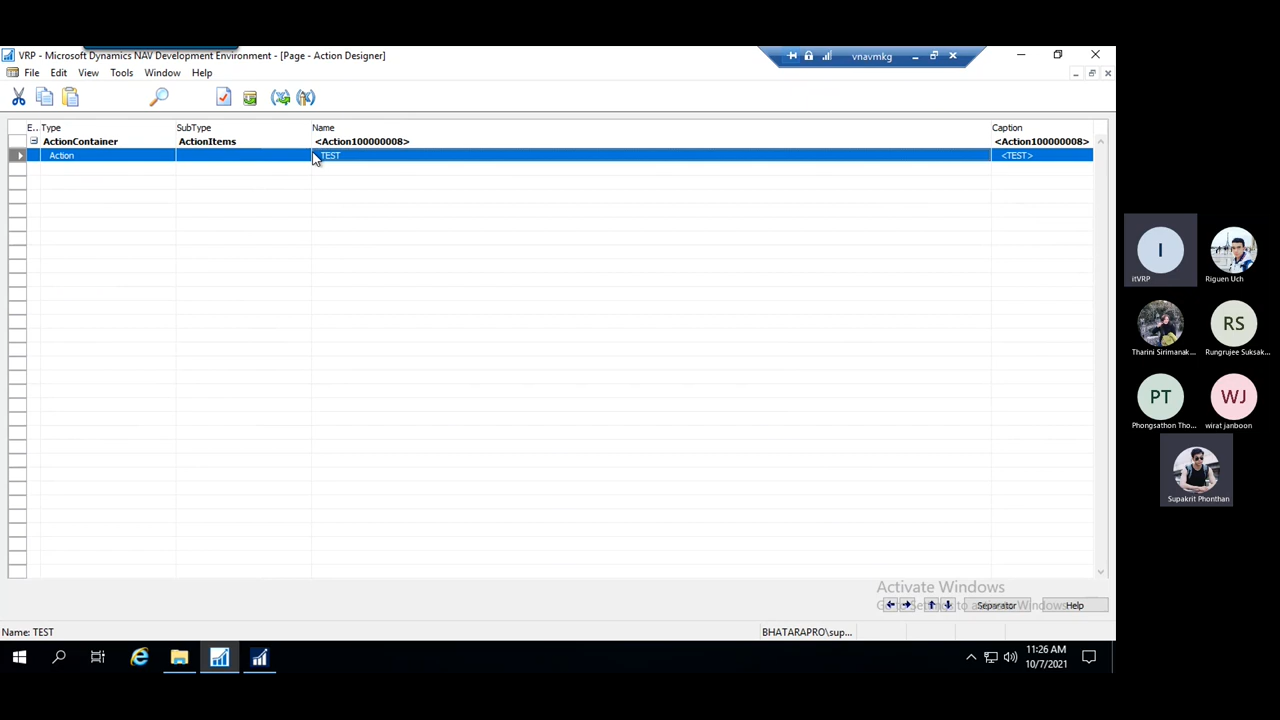 VRP - Microsoft Dynamics NAV Development Environment - [Page - Action Designer]
vnavmkg
File Edit View Tools Window Help
E.. Type SubType Name Caption
ActionContainer ActionItems <Action100000008> <Action100000008>
Action TEST <TEST>
Activate Windows
Separator
Help
Name: TEST
BHATARAPRO\sup...
11:26 AM
10/7/2021
I
itVRP
Riguen Uch
Tharini Sirimanak...
RS
Rungrujee Suksak...
PT
Phongsathon Tho...
WJ
wirat janboon
Supakrit Phonthan